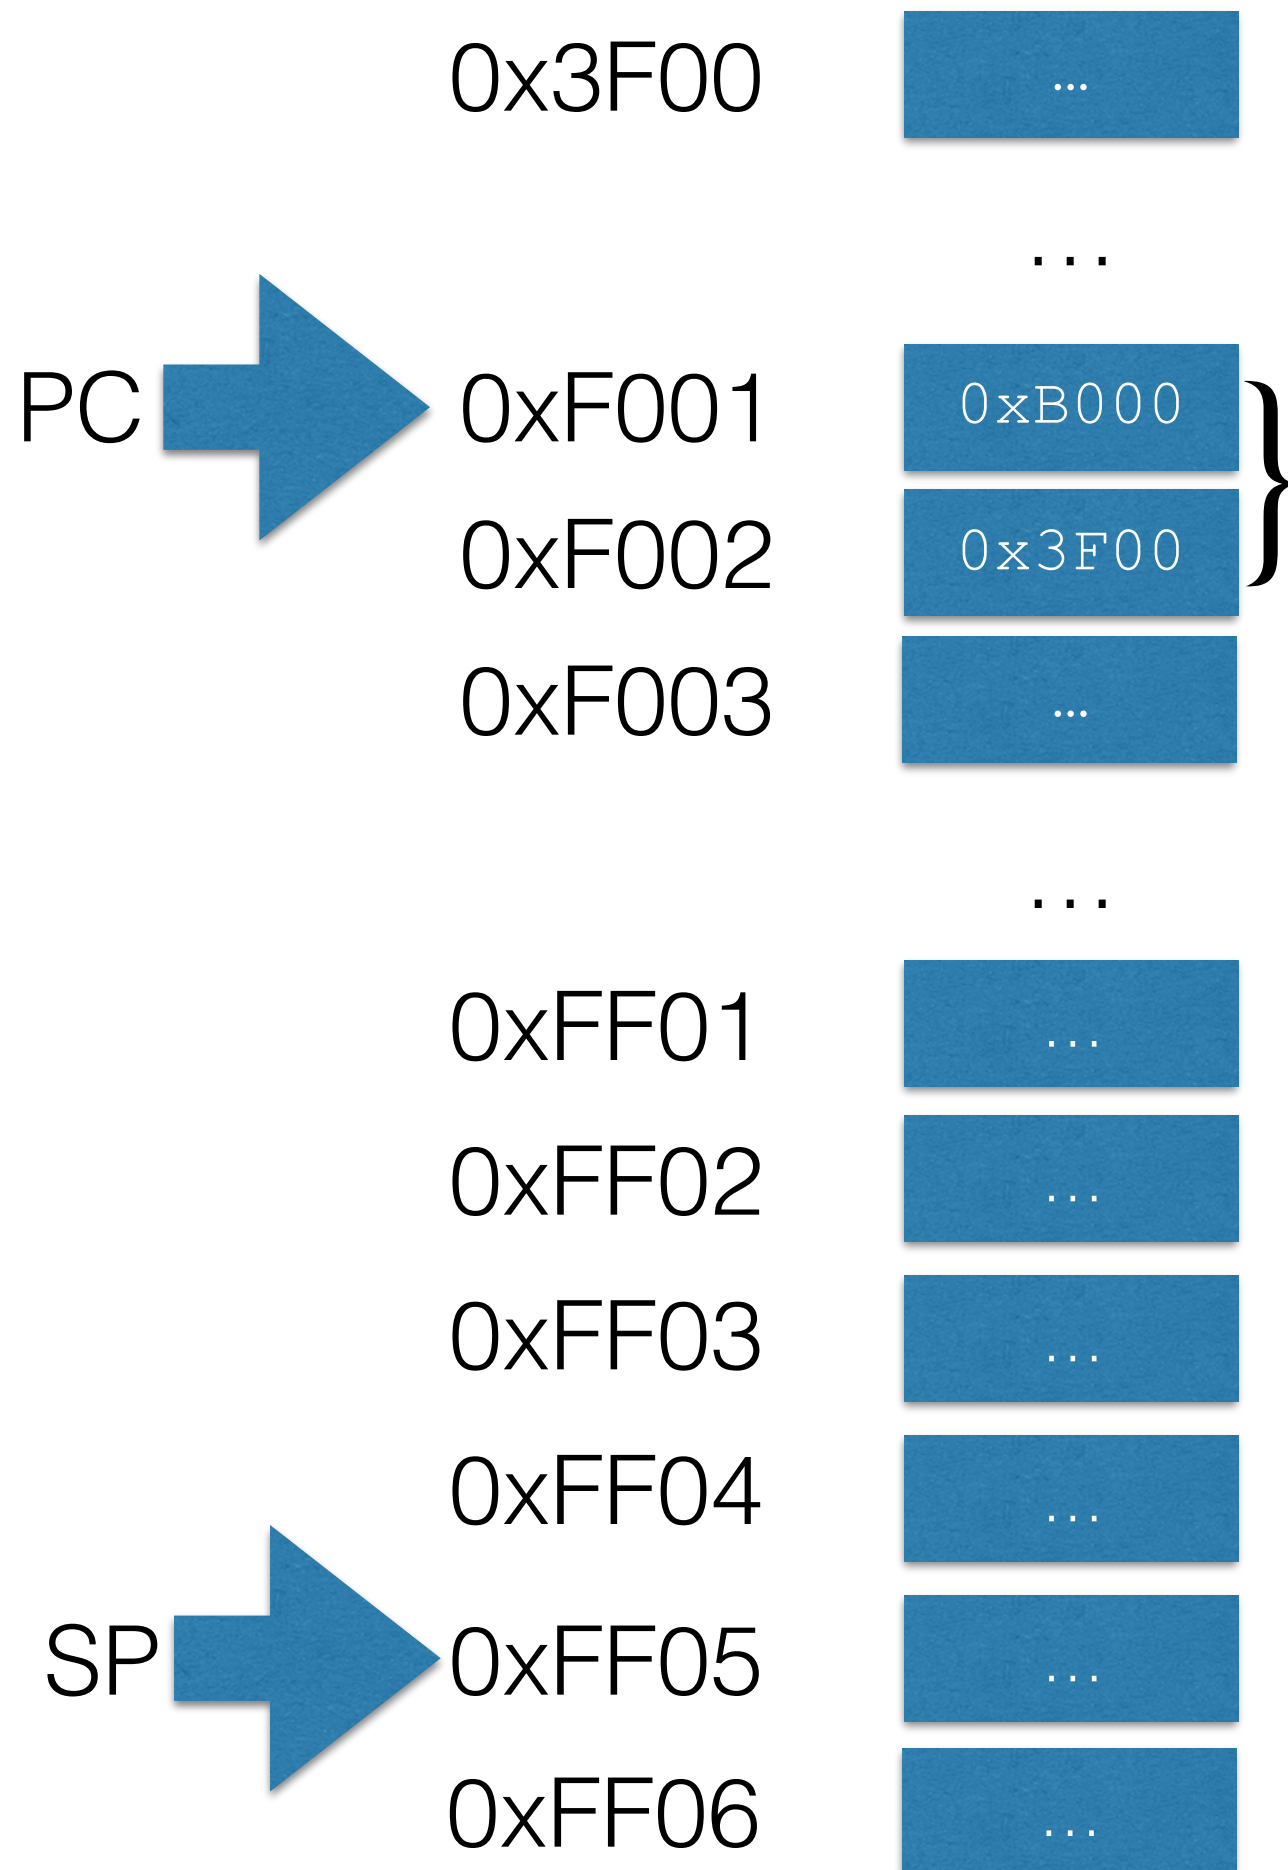 0x3F00 …
. . .
PC 0xF001 0xB000 }
0xF002 0x3F00
0xF003 …
. . .
0xFF01 ...
0xFF02 ...
0xFF03 ...
0xFF04 ...
SP 0xFF05 ...
0xFF06 ...